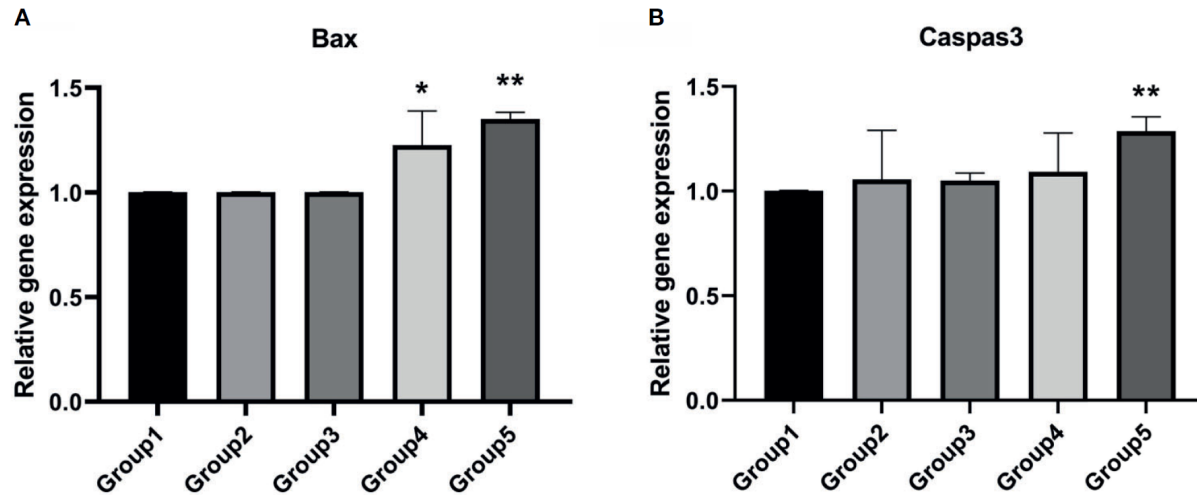 A
Bax
Relative gene expression
1.5
1.0
0.5
0.0
*
**
Group1
Group2
Group3
Group4
Group5
B
Caspas3
Relative gene expression
1.5
1.0
0.5
0.0
**
Group1
Group2
Group3
Group4
Group5